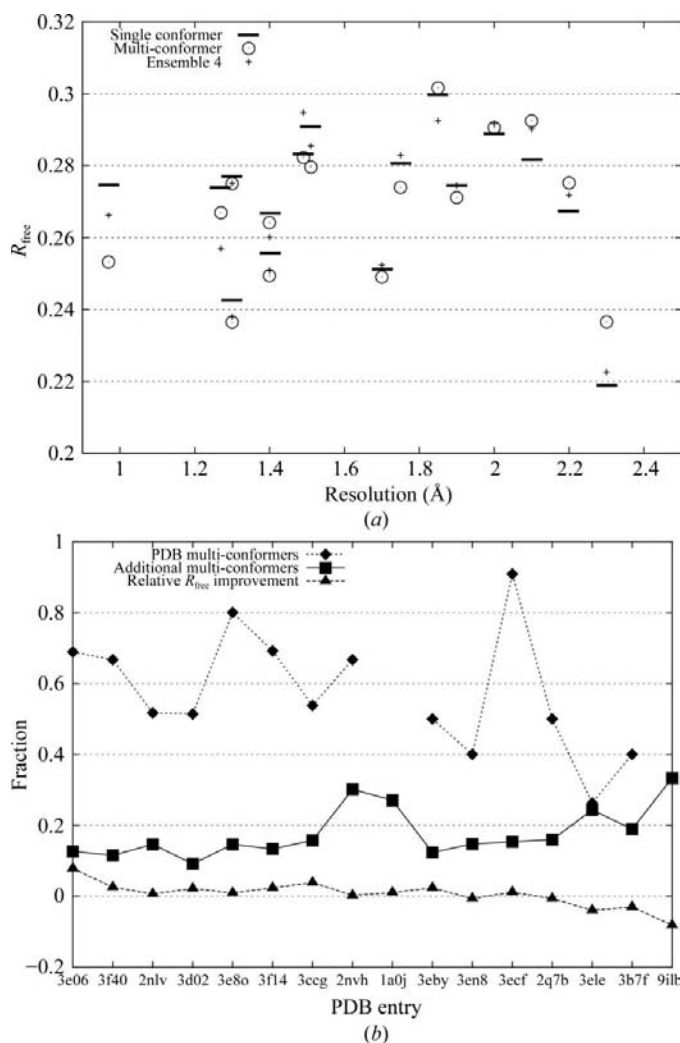 0.32
Single conformer
Multi-conformer
Ensemble 4
0.3
0.28
0.26
0.24
0.22
0.2
R_free
1 1.2 1.4 1.6 1.8 2 2.2 2.4
Resolution (Å)
(a)
1
PDB multi-conformers
Additional multi-conformers
Relative R_free improvement
0.8
0.6
0.4
0.2
0
−0.2
Fraction
3e06 3f40 2nlv 3d02 3e8o 3f14 3ccg 2nvh 1a0j 3eby 3en8 3ecf 2q7b 3ele 3b7f 9ilb
PDB entry
(b)